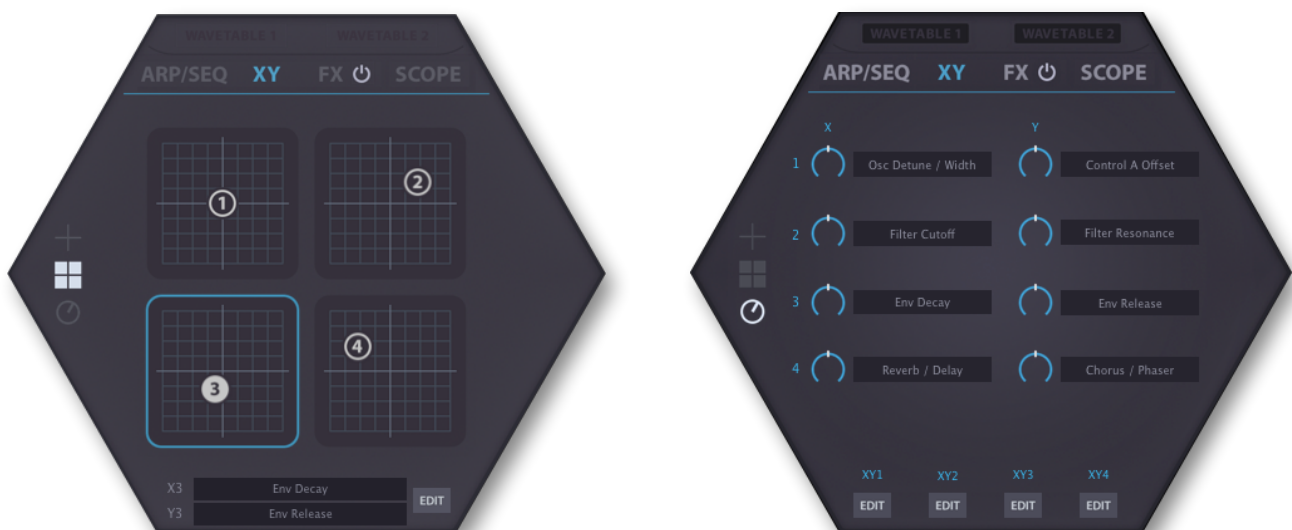 WAVETABLE 1 WAVETABLE 2
ARP/SEQ XY FX SCOPE
1
2
3
4
X3 Env Decay
Y3 Env Release
EDIT
WAVETABLE 1 WAVETABLE 2
ARP/SEQ XY FX SCOPE
X Y
1 Osc Detune / Width Control A Offset
2 Filter Cutoff Filter Resonance
3 Env Decay Env Release
4 Reverb / Delay Chorus / Phaser
XY1 XY2 XY3 XY4
EDIT EDIT EDIT EDIT